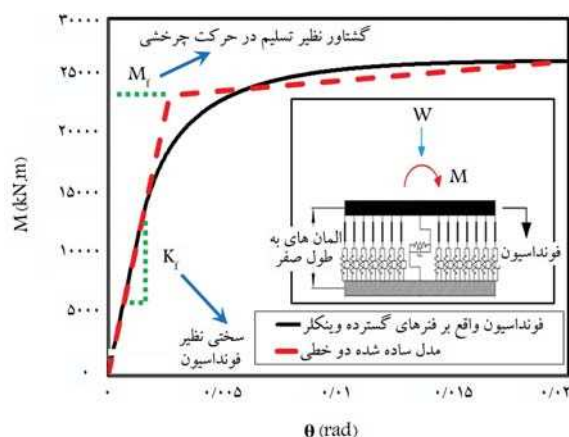 ۳۰۰۰۰
۲۵۰۰۰
۲۰۰۰۰
۱۵۰۰۰
۱۰۰۰۰
۵۰۰۰
۰
M (kN.m)
گشتاور نظیر تسلیم در حرکت چرخشی
M_f
K_f
سختی نظیر
فونداسیون
W
M
المان های به
طول صفر
فونداسیون
فونداسیون واقع بر فنرهای گسترده وینکلر
مدل ساده شده دو خطی
۰ ۰/۰۰۵ ۰/۰۱ ۰/۰۱۵ ۰/۰۲
θ (rad)